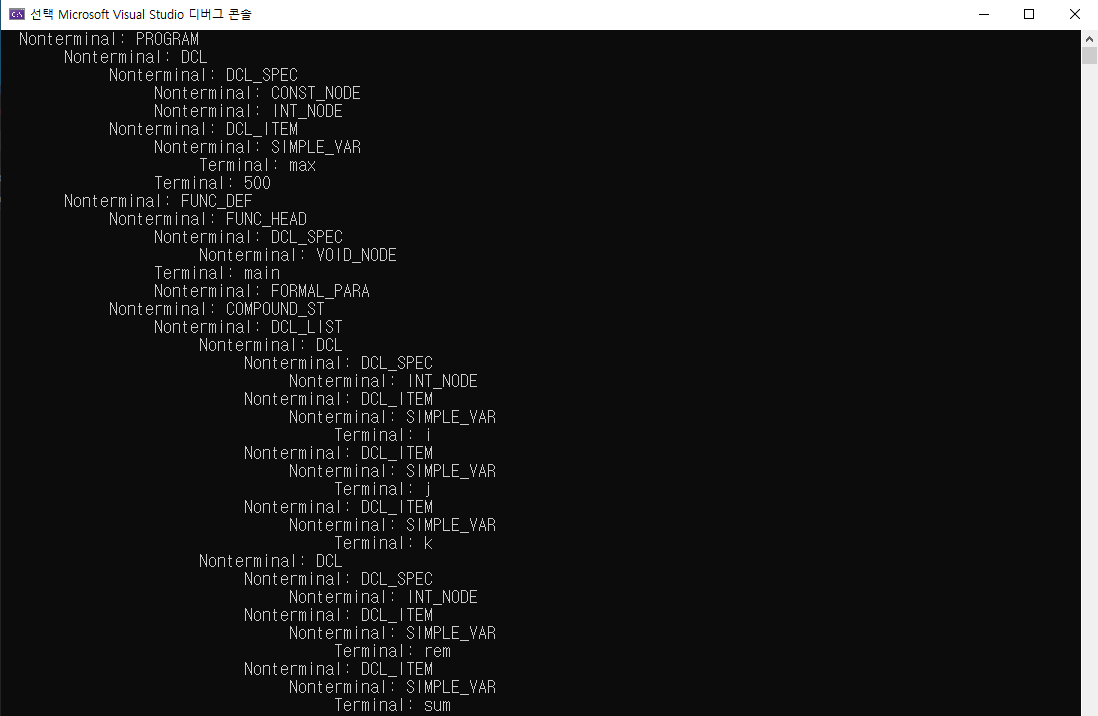 선택 Microsoft Visual Studio 디버그 콘솔
Nonterminal: PROGRAM
Nonterminal: DCL
Nonterminal: DCL_SPEC
Nonterminal: CONST_NODE
Nonterminal: INT_NODE
Nonterminal: DCL_ITEM
Nonterminal: SIMPLE_VAR
Terminal: max
Terminal: 500
Nonterminal: FUNC_DEF
Nonterminal: FUNC_HEAD
Nonterminal: DCL_SPEC
Nonterminal: VOID_NODE
Terminal: main
Nonterminal: FORMAL_PARA
Nonterminal: COMPOUND_ST
Nonterminal: DCL_LIST
Nonterminal: DCL
Nonterminal: DCL_SPEC
Nonterminal: INT_NODE
Nonterminal: DCL_ITEM
Nonterminal: SIMPLE_VAR
Terminal: i
Nonterminal: DCL_ITEM
Nonterminal: SIMPLE_VAR
Terminal: j
Nonterminal: DCL_ITEM
Nonterminal: SIMPLE_VAR
Terminal: k
Nonterminal: DCL
Nonterminal: DCL_SPEC
Nonterminal: INT_NODE
Nonterminal: DCL_ITEM
Nonterminal: SIMPLE_VAR
Terminal: rem
Nonterminal: DCL_ITEM
Nonterminal: SIMPLE_VAR
Terminal: sum